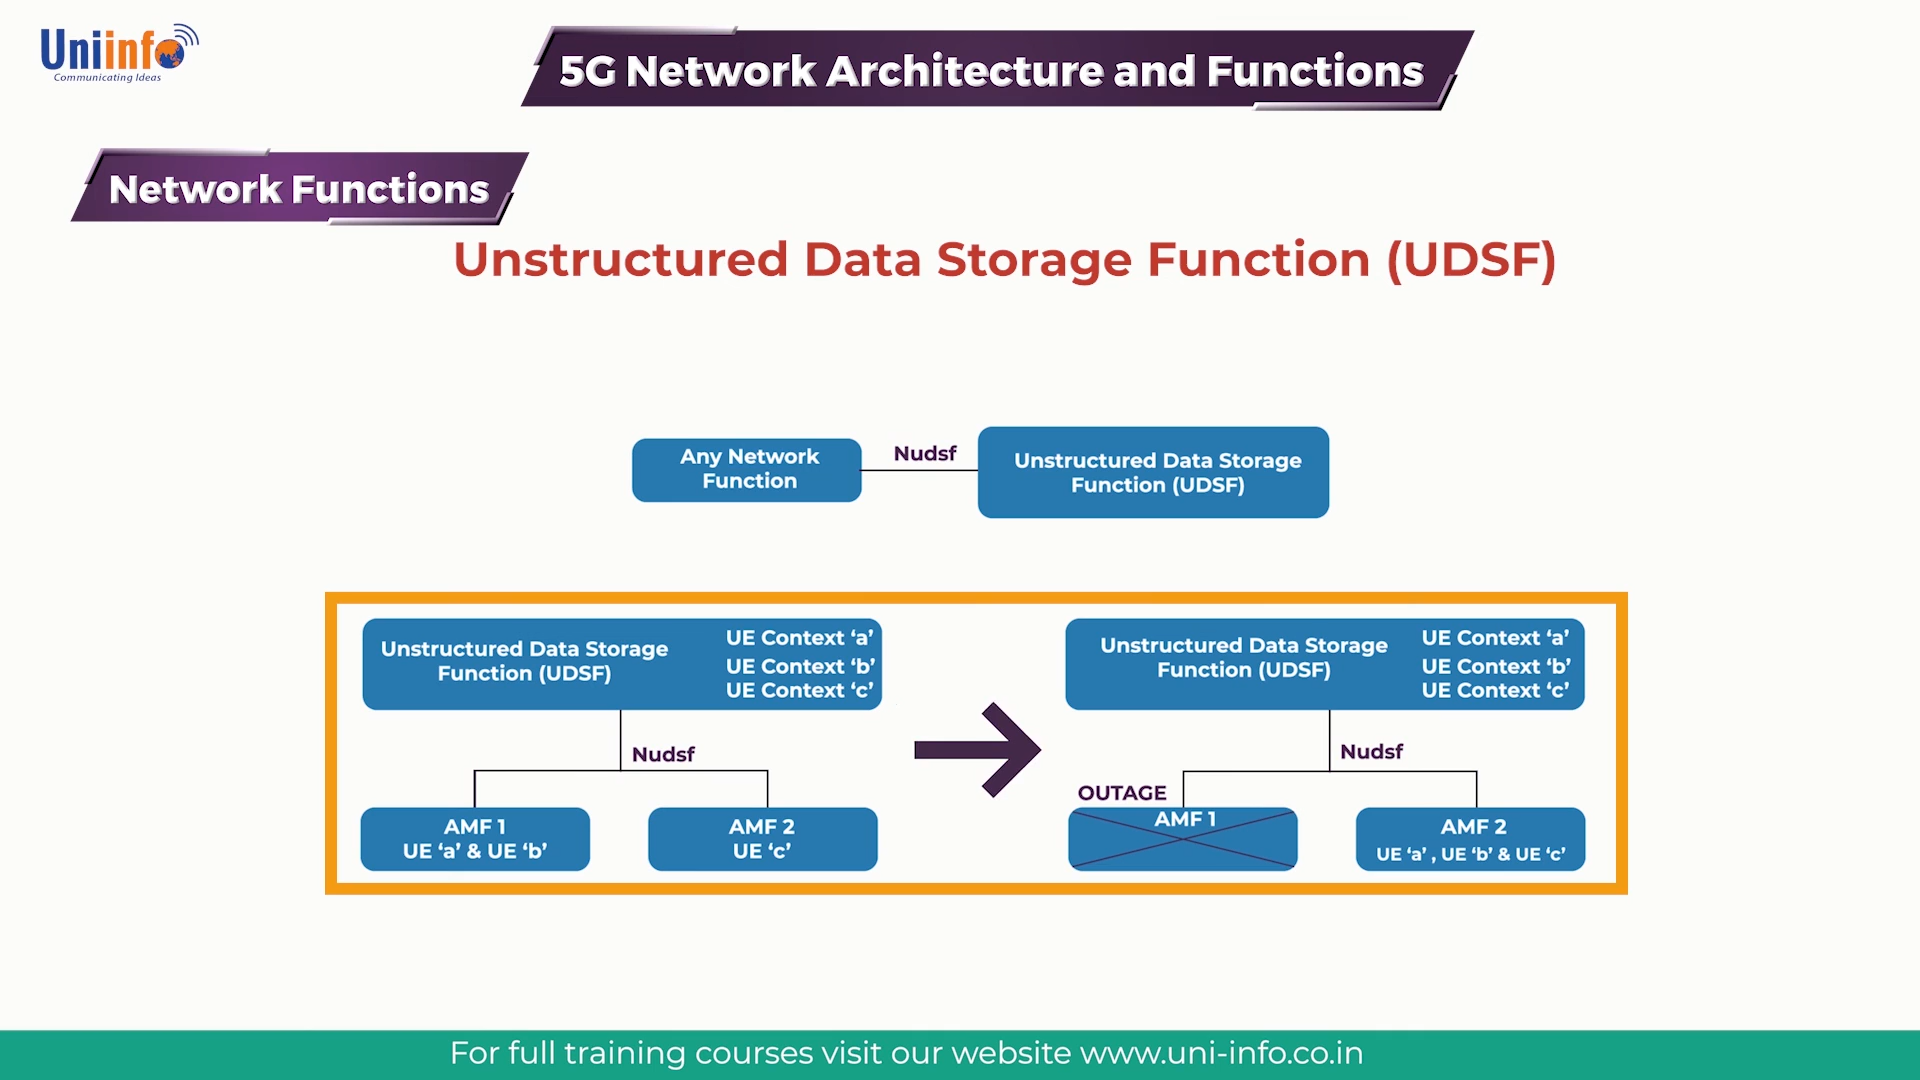 Uniinfo
Communicating Ideas
5G Network Architecture and Functions
Network Functions
Unstructured Data Storage Function (UDSF)
Any Network
Function
Nudsf
Unstructured Data Storage
Function (UDSF)
Unstructured Data Storage
Function (UDSF)
UE Context ‘a’
UE Context ‘b’
UE Context ‘c’
Nudsf
AMF 1
UE ‘a’ & UE ‘b’
AMF 2
UE ‘c’
Unstructured Data Storage
Function (UDSF)
UE Context ‘a’
UE Context ‘b’
UE Context ‘c’
Nudsf
OUTAGE
AMF 1
AMF 2
UE ‘a’ , UE ‘b’ & UE ‘c’
For full training courses visit our website www.uni-info.co.in